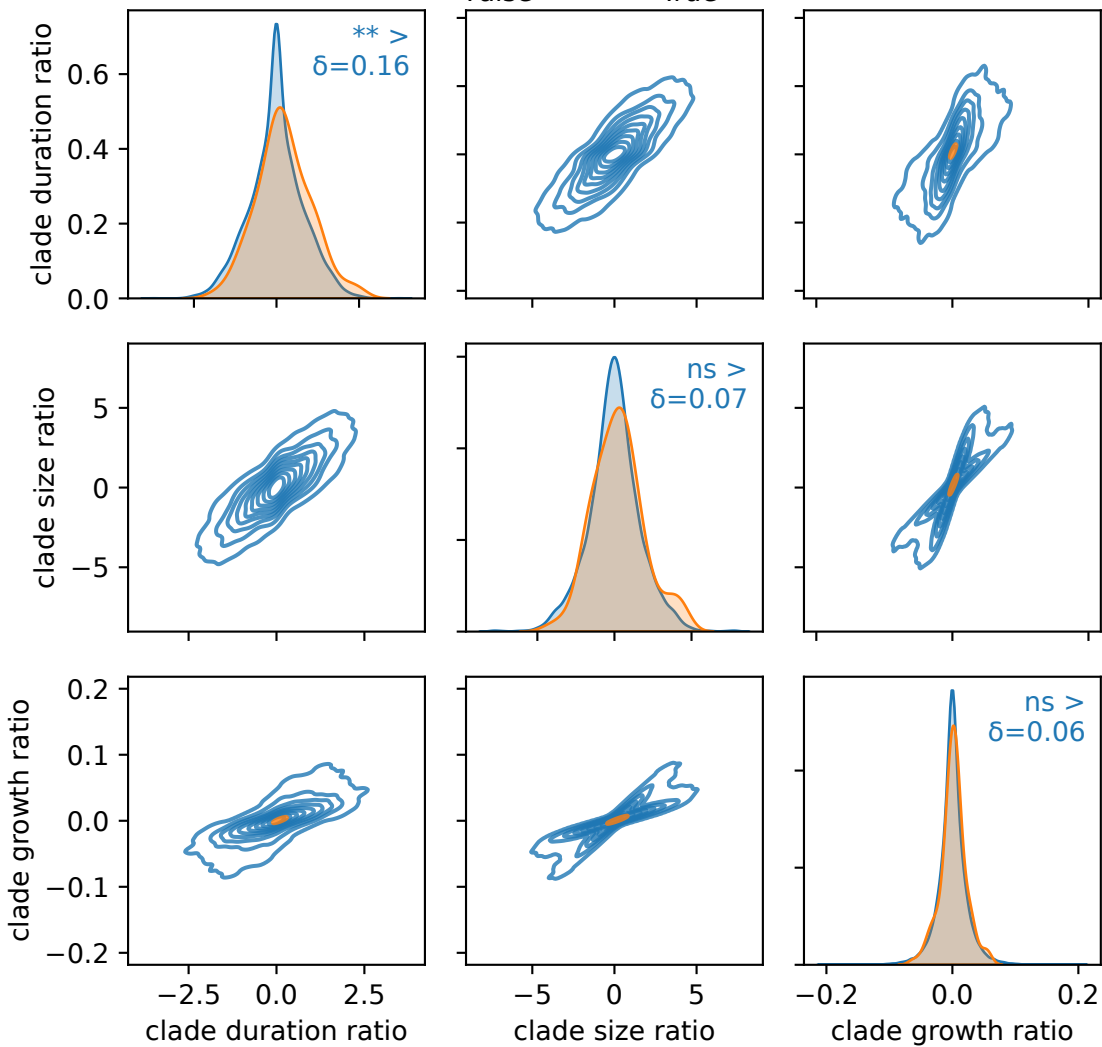 clade duration ratio
0.6
0.4
0.2
0.0
** >
δ=0.16
clade size ratio
5
0
−5
ns >
δ=0.07
clade growth ratio
0.2
0.1
0.0
−0.1
−0.2
ns >
δ=0.06
−2.5 0.0 2.5
clade duration ratio
−5 0 5
clade size ratio
−0.2 0.0 0.2
clade growth ratio